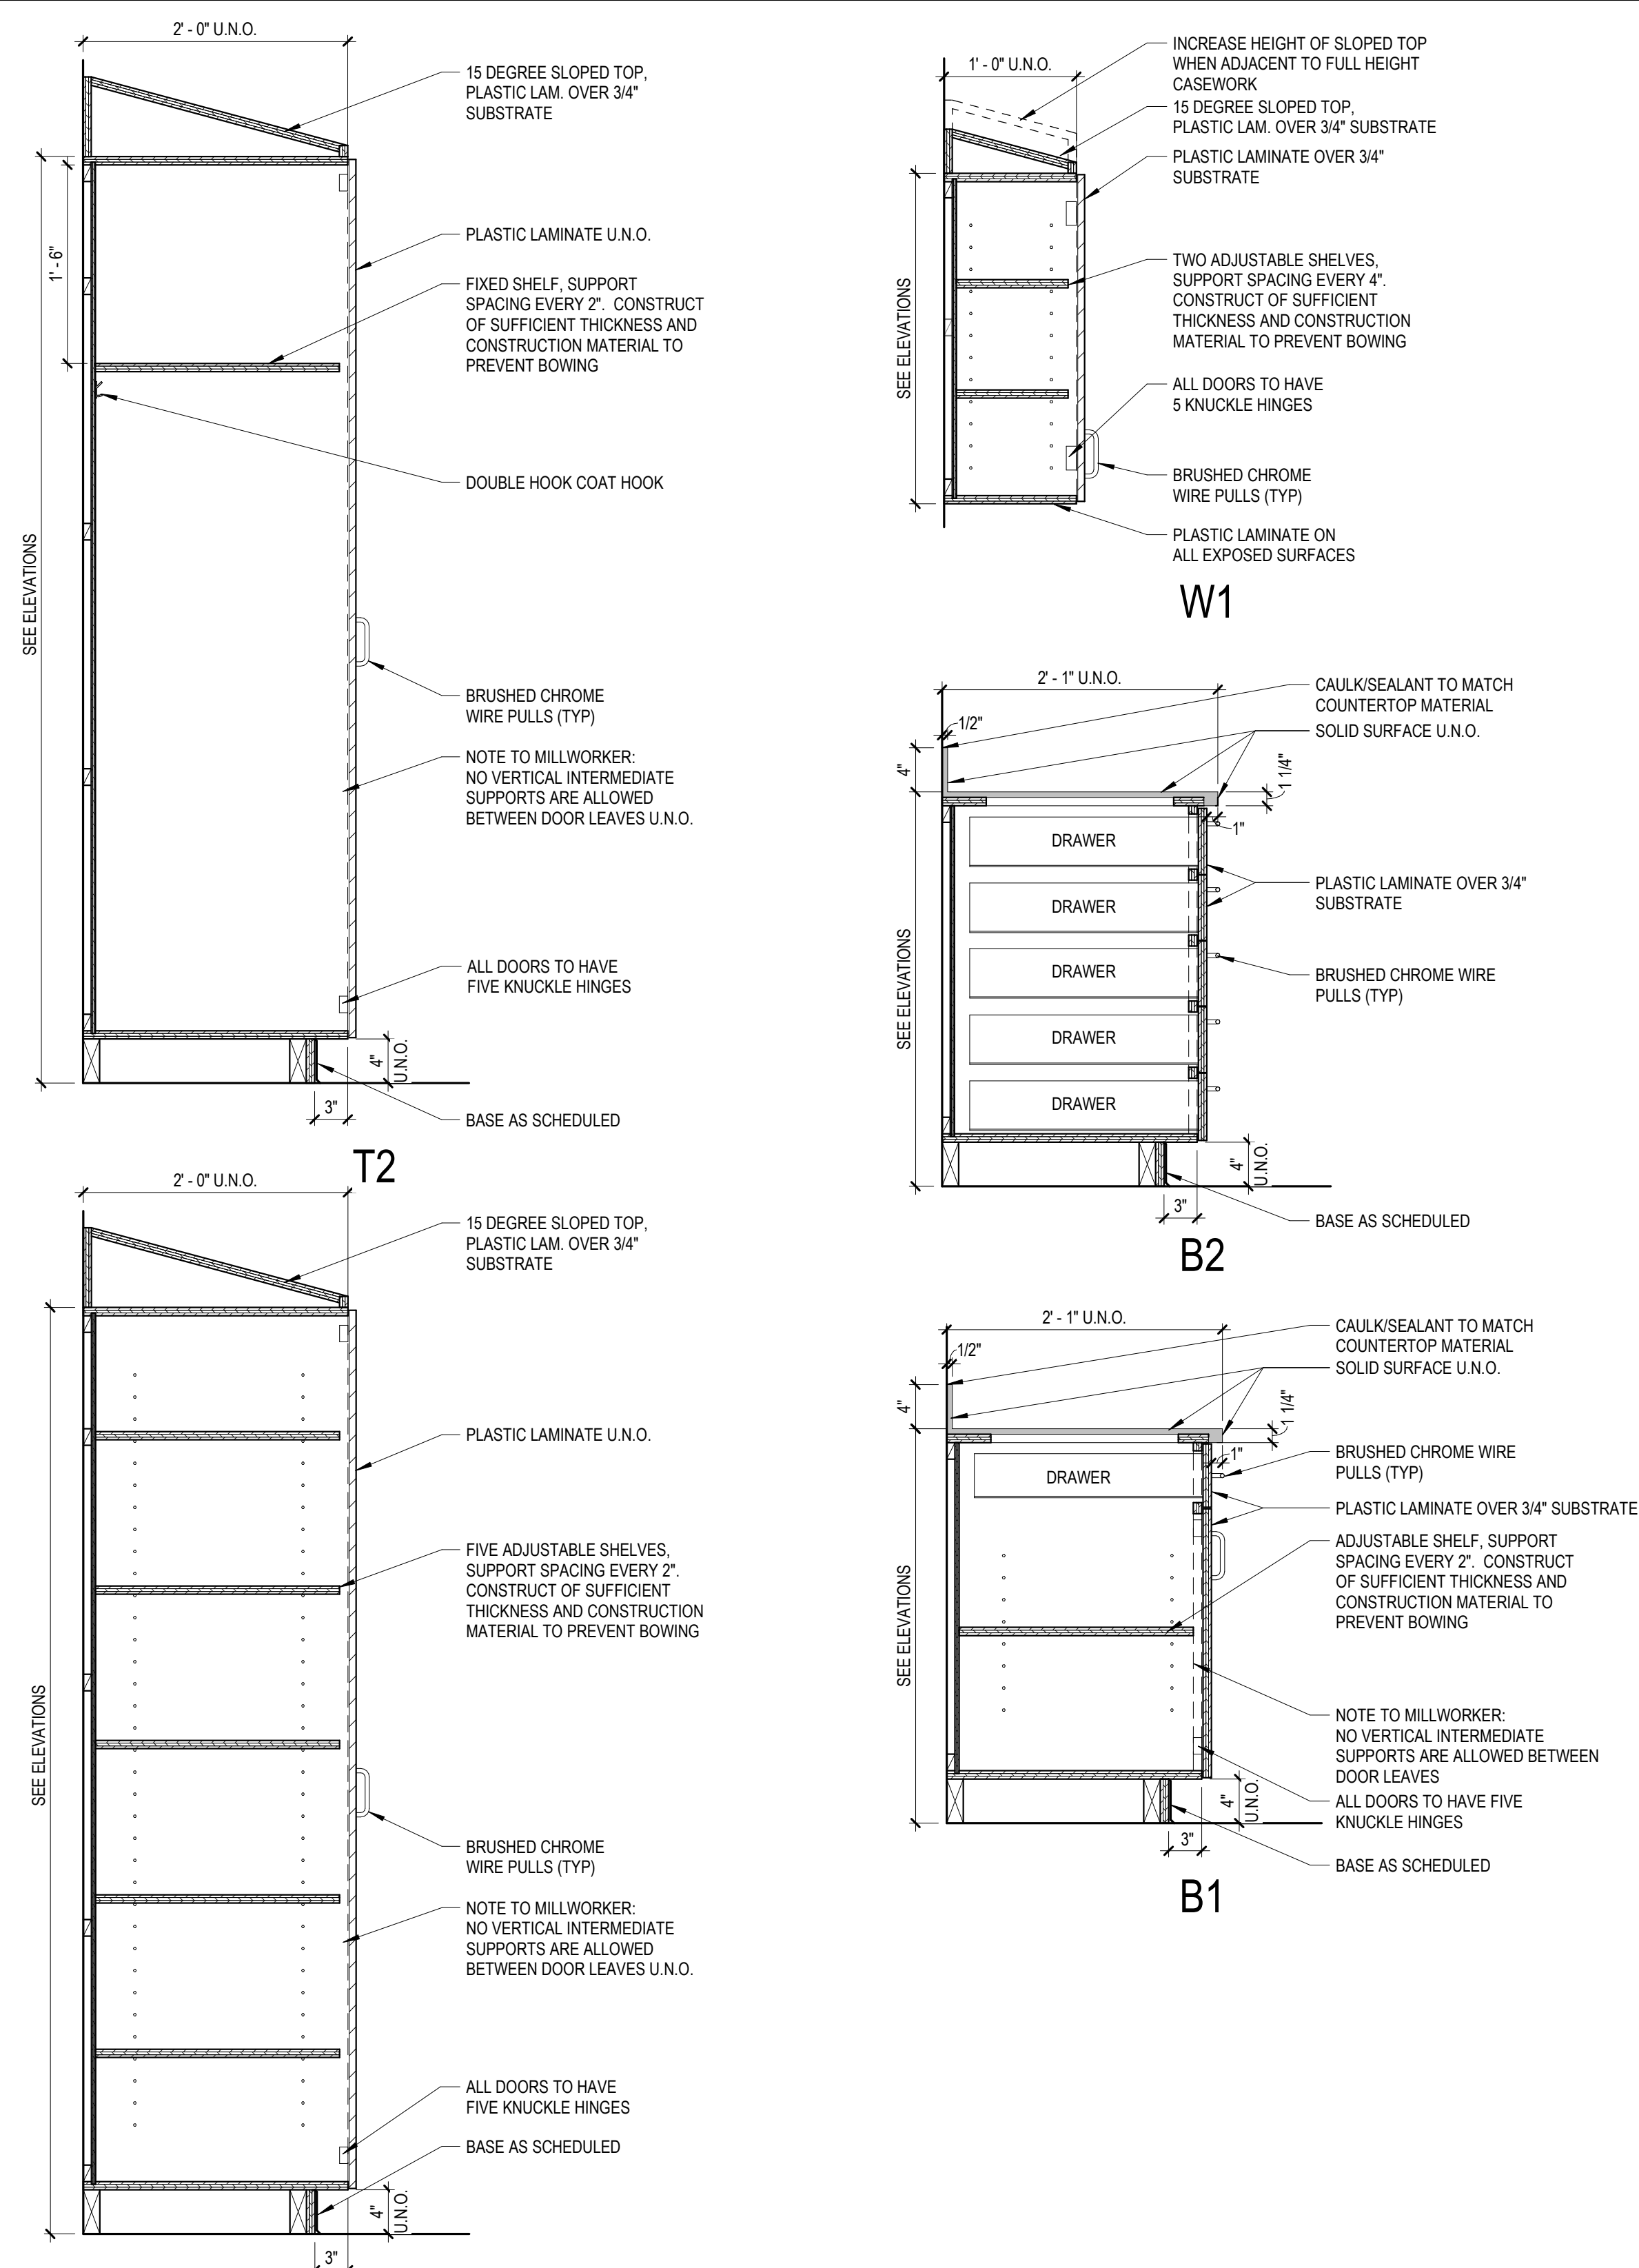 2' - 0" U.N.O.
15 DEGREE SLOPED TOP,
PLASTIC LAM. OVER 3/4"
SUBSTRATE
1' - 6"
PLASTIC LAMINATE U.N.O.
FIXED SHELF, SUPPORT
SPACING EVERY 2". CONSTRUCT
OF SUFFICIENT THICKNESS AND
CONSTRUCTION MATERIAL TO
PREVENT BOWING
DOUBLE HOOK COAT HOOK
SEE ELEVATIONS
BRUSHED CHROME
WIRE PULLS (TYP)
NOTE TO MILLWORKER:
NO VERTICAL INTERMEDIATE
SUPPORTS ARE ALLOWED
BETWEEN DOOR LEAVES U.N.O.
ALL DOORS TO HAVE
FIVE KNUCKLE HINGES
4"
U.N.O.
3"
BASE AS SCHEDULED
T2
2' - 0" U.N.O.
15 DEGREE SLOPED TOP,
PLASTIC LAM. OVER 3/4"
SUBSTRATE
PLASTIC LAMINATE U.N.O.
FIVE ADJUSTABLE SHELVES,
SUPPORT SPACING EVERY 2".
CONSTRUCT OF SUFFICIENT
THICKNESS AND CONSTRUCTION
MATERIAL TO PREVENT BOWING
SEE ELEVATIONS
BRUSHED CHROME
WIRE PULLS (TYP)
NOTE TO MILLWORKER:
NO VERTICAL INTERMEDIATE
SUPPORTS ARE ALLOWED
BETWEEN DOOR LEAVES U.N.O.
ALL DOORS TO HAVE
FIVE KNUCKLE HINGES
BASE AS SCHEDULED
4"
U.N.O.
3"
1' - 0" U.N.O.
INCREASE HEIGHT OF SLOPED TOP
WHEN ADJACENT TO FULL HEIGHT
CASEWORK
15 DEGREE SLOPED TOP,
PLASTIC LAM. OVER 3/4" SUBSTRATE
PLASTIC LAMINATE OVER 3/4"
SUBSTRATE
TWO ADJUSTABLE SHELVES,
SUPPORT SPACING EVERY 4".
CONSTRUCT OF SUFFICIENT
THICKNESS AND CONSTRUCTION
MATERIAL TO PREVENT BOWING
SEE ELEVATIONS
ALL DOORS TO HAVE
5 KNUCKLE HINGES
BRUSHED CHROME
WIRE PULLS (TYP)
PLASTIC LAMINATE ON
ALL EXPOSED SURFACES
W1
2' - 1" U.N.O.
CAULK/SEALANT TO MATCH
COUNTERTOP MATERIAL
1/2"
SOLID SURFACE U.N.O.
4"
1 1/4"
1"
DRAWER
DRAWER
DRAWER
DRAWER
DRAWER
PLASTIC LAMINATE OVER 3/4"
SUBSTRATE
SEE ELEVATIONS
BRUSHED CHROME WIRE
PULLS (TYP)
4"
U.N.O.
3"
BASE AS SCHEDULED
B2
2' - 1" U.N.O.
CAULK/SEALANT TO MATCH
COUNTERTOP MATERIAL
1/2"
SOLID SURFACE U.N.O.
4"
1 1/4"
1"
BRUSHED CHROME WIRE
PULLS (TYP)
DRAWER
PLASTIC LAMINATE OVER 3/4" SUBSTRATE
ADJUSTABLE SHELF, SUPPORT
SPACING EVERY 2". CONSTRUCT
OF SUFFICIENT THICKNESS AND
CONSTRUCTION MATERIAL TO
PREVENT BOWING
SEE ELEVATIONS
NOTE TO MILLWORKER:
NO VERTICAL INTERMEDIATE
SUPPORTS ARE ALLOWED BETWEEN
DOOR LEAVES
ALL DOORS TO HAVE FIVE
KNUCKLE HINGES
4"
U.N.O.
3"
BASE AS SCHEDULED
B1